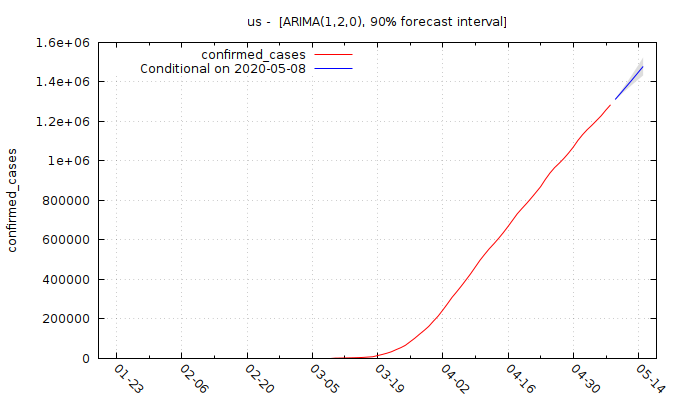 us -  [ARIMA(1,2,0), 90% forecast interval]
confirmed_cases
Conditional on 2020-05-08
1.6e+06
1.4e+06
1.2e+06
1e+06
800000
600000
400000
200000
0
confirmed_cases
01-23
02-06
02-20
03-05
03-19
04-02
04-16
04-30
05-14